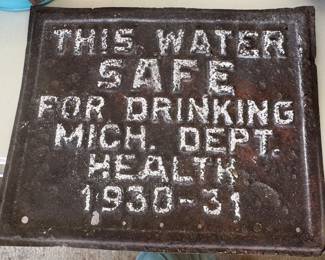 THIS WATER
SAFE
FOR DRINKING
MICH. DEPT.
HEALTH
1930-31